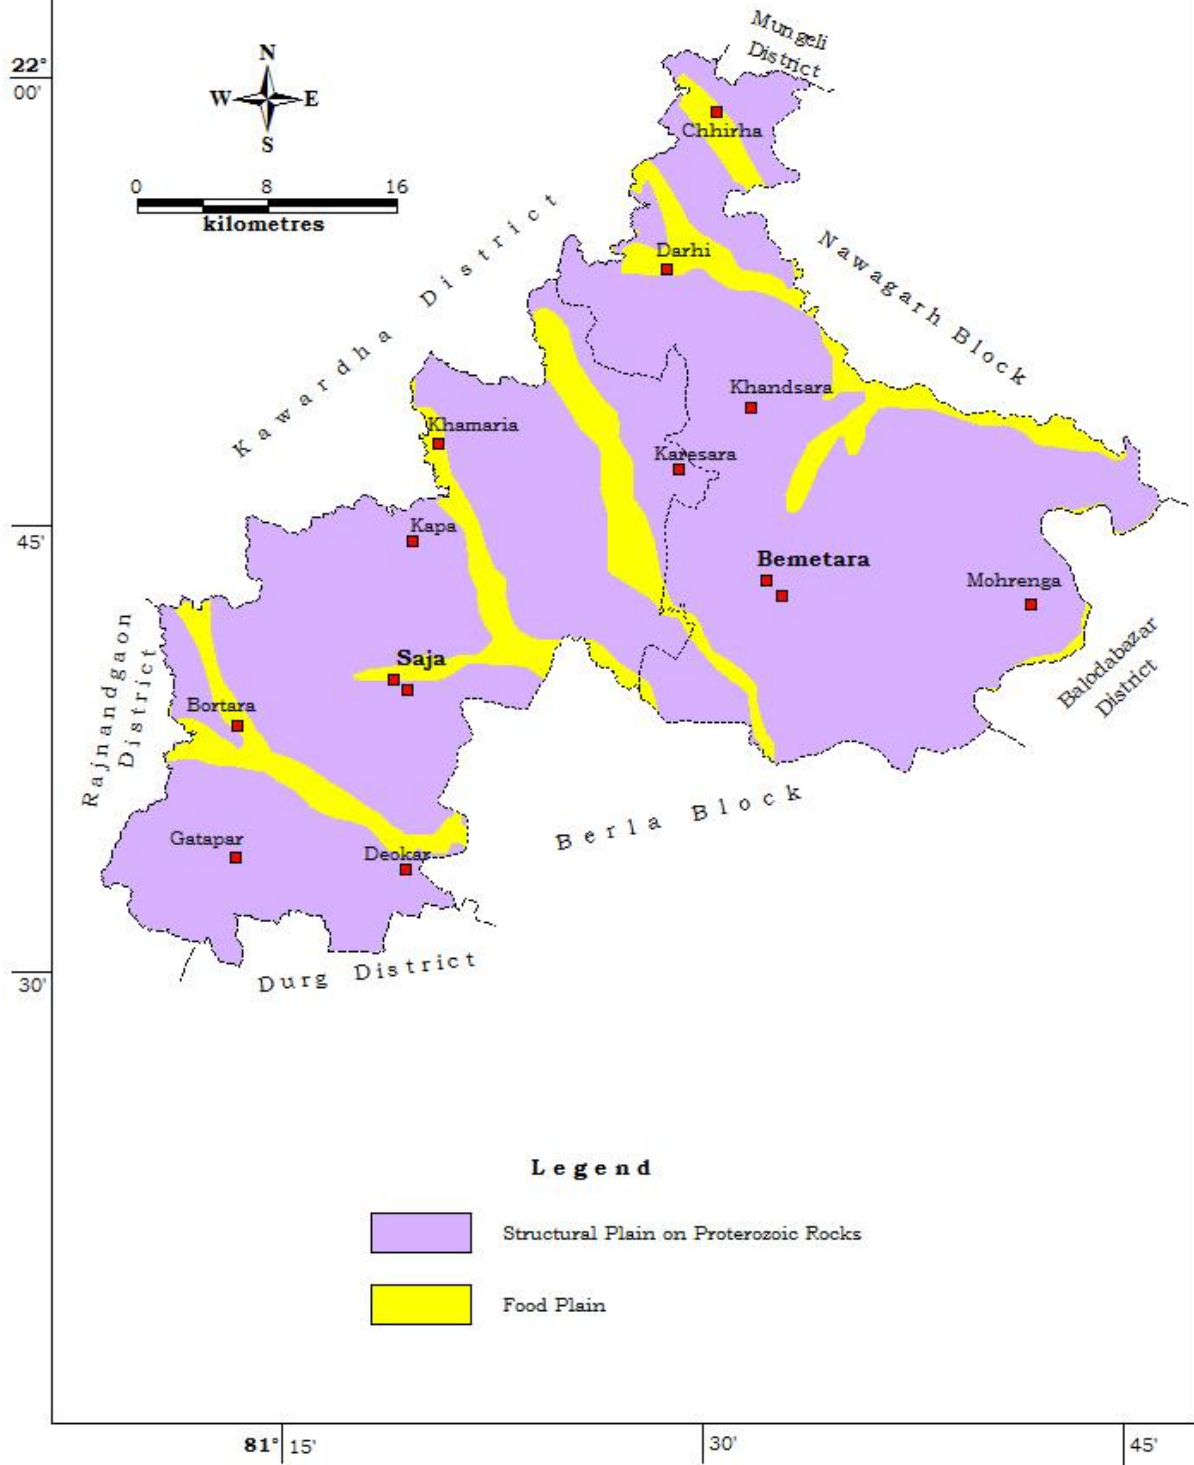 Mungeli
District
22°
00'
N
W E
S
Chhirha
0 8 16
kilometres
Kawardha District
Darhi
Nawagarh Block
Khandsara
Khamaria
Karesara
Kapa
45'
Bemetara
Mohrenga
Rajnandgaon
District
Saja
Balodabazar
District
Bortara
Berla Block
Gatapar
Deokar
Durg District
30'
Legend
Structural Plain on Proterozoic Rocks
Food Plain
81° 15' 30' 45'